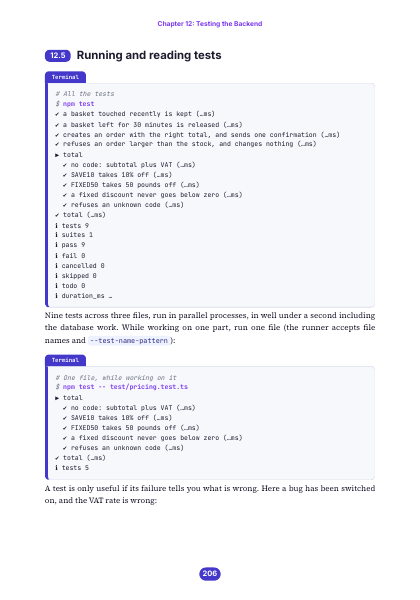 Chapter 12: Testing the Backend
12.5 Running and reading tests
Terminal
# All the tests
$ npm test
✔ a basket touched recently is kept (…ms)
✔ a basket left for 30 minutes is released (…ms)
✔ creates an order with the right total, and sends one confirmation (…ms)
✔ refuses an order larger than the stock, and changes nothing (…ms)
▶ total
✔ no code: subtotal plus VAT (…ms)
✔ SAVE10 takes 10% off (…ms)
✔ FIXED50 takes 50 pounds off (…ms)
✔ a fixed discount never goes below zero (…ms)
✔ refuses an unknown code (…ms)
✔ total (…ms)
ℹ tests 9
ℹ suites 1
ℹ pass 9
ℹ fail 0
ℹ cancelled 0
ℹ skipped 0
ℹ todo 0
ℹ duration_ms …
Nine tests across three files, run in parallel processes, in well under a second including
the database work. While working on one part, run one file (the runner accepts file
names and --test-name-pattern):
Terminal
# One file, while working on it
$ npm test -- test/pricing.test.ts
▶ total
✔ no code: subtotal plus VAT (…ms)
✔ SAVE10 takes 10% off (…ms)
✔ FIXED50 takes 50 pounds off (…ms)
✔ a fixed discount never goes below zero (…ms)
✔ refuses an unknown code (…ms)
✔ total (…ms)
ℹ tests 5
A test is only useful if its failure tells you what is wrong. Here a bug has been switched
on, and the VAT rate is wrong:
206